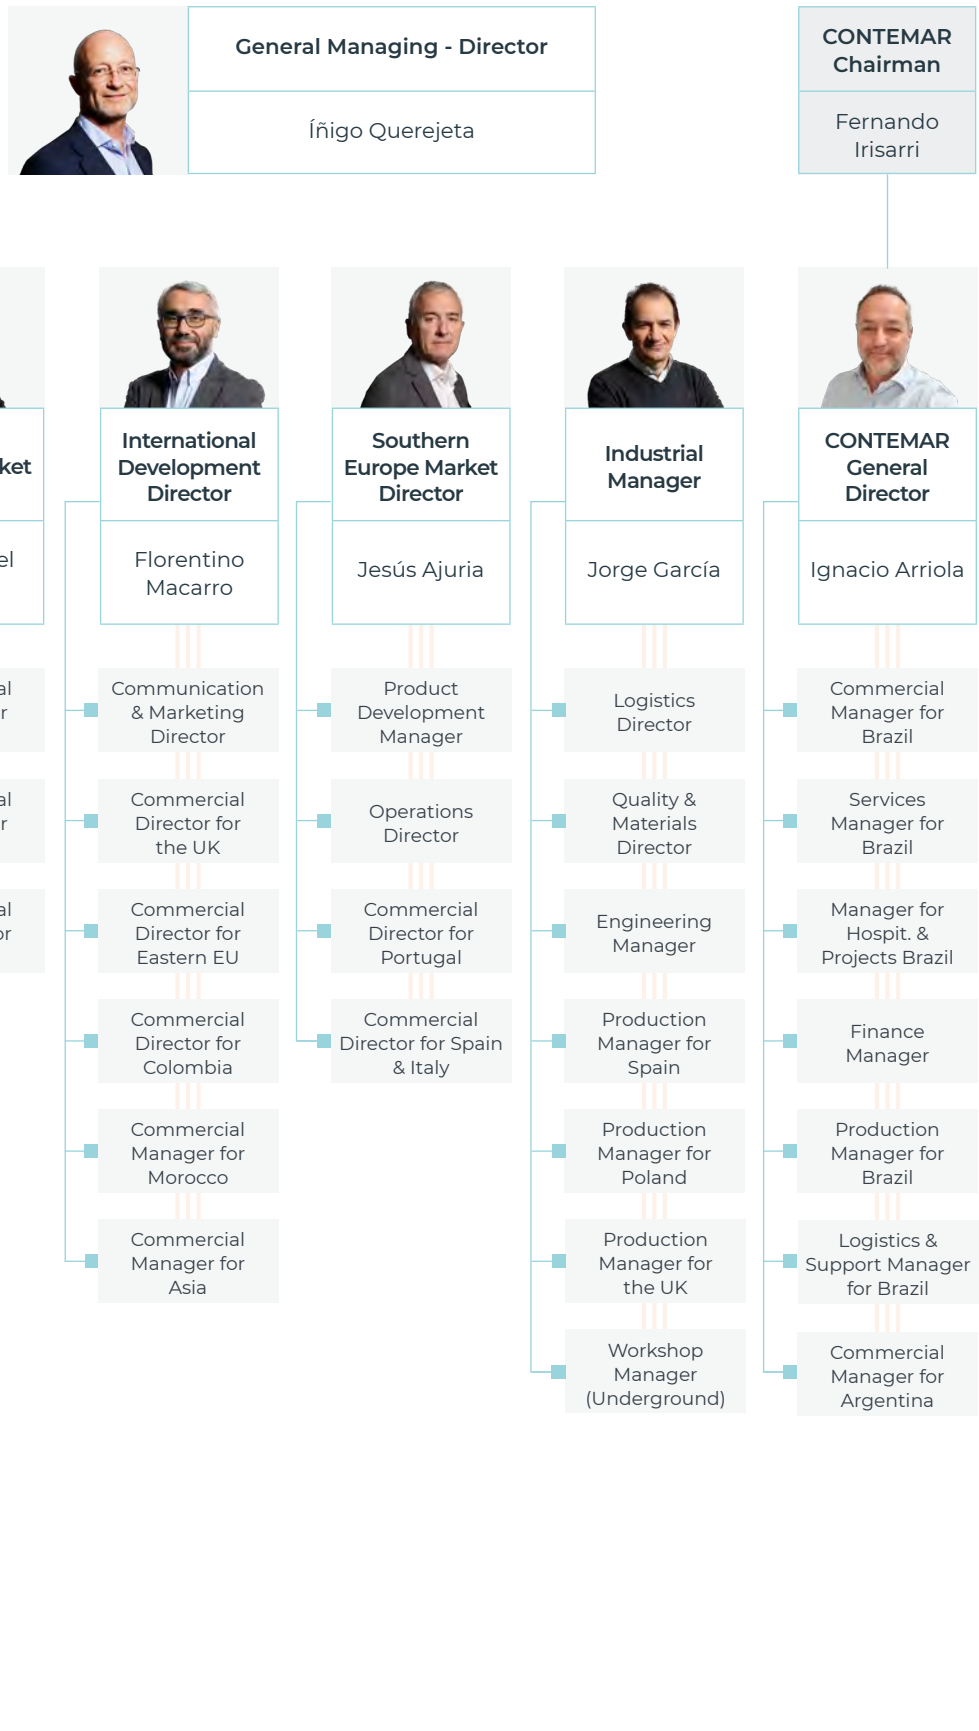 General Managing - Director
Íñigo Querejeta
CONTEMAR
Chairman
Fernando
Irisarri
International
Development
Director
Florentino
Macarro
Communication
& Marketing
Director
Commercial
Director for
the UK
Commercial
Director for
Eastern EU
Commercial
Director for
Colombia
Commercial
Manager for
Morocco
Commercial
Manager for
Asia
Southern
Europe Market
Director
Jesús Ajuria
Product
Development
Manager
Operations
Director
Commercial
Director for
Portugal
Commercial
Director for Spain
& Italy
Industrial
Manager
Jorge García
Logistics
Director
Quality &
Materials
Director
Engineering
Manager
Production
Manager for
Spain
Production
Manager for
Poland
Production
Manager for
the UK
Workshop
Manager
(Underground)
CONTEMAR
General
Director
Ignacio Arriola
Commercial
Manager for
Brazil
Services
Manager for
Brazil
Manager for
Hospit. &
Projects Brazil
Finance
Manager
Production
Manager for
Brazil
Logistics &
Support Manager
for Brazil
Commercial
Manager for
Argentina